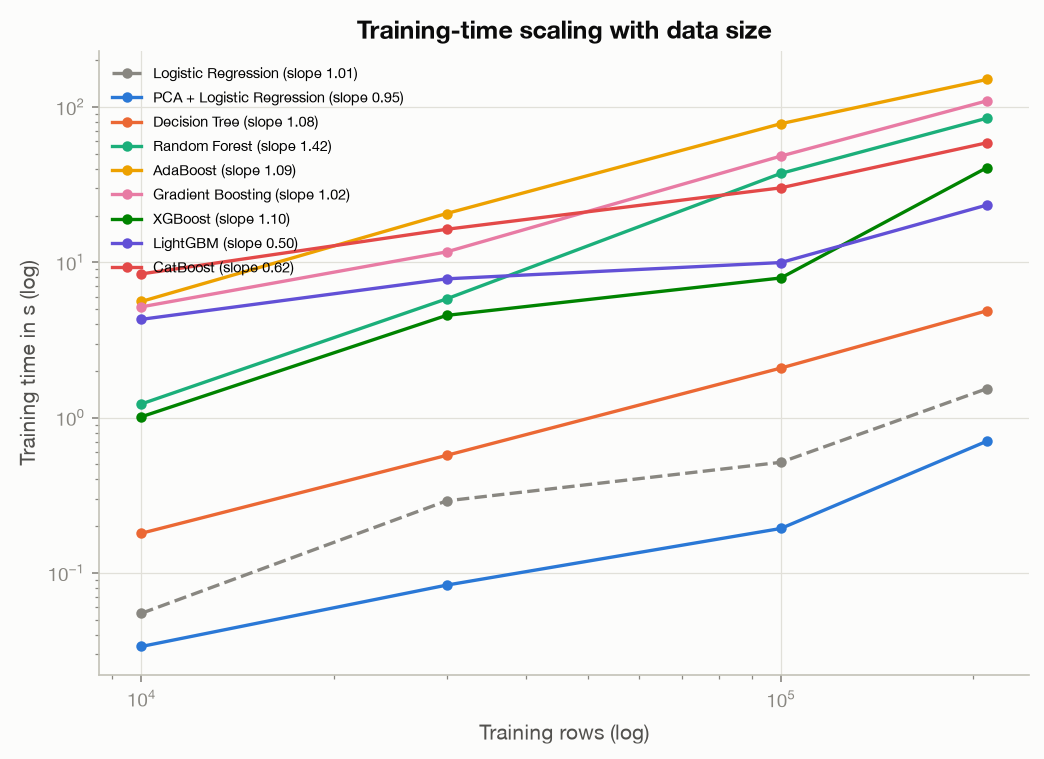 Training-time scaling with data size
Logistic Regression (slope 1.01)
PCA + Logistic Regression (slope 0.95)
Decision Tree (slope 1.08)
Random Forest (slope 1.42)
AdaBoost (slope 1.09)
Gradient Boosting (slope 1.02)
XGBoost (slope 1.10)
LightGBM (slope 0.50)
CatBoost (slope 0.62)
Training time in s (log)
10²
10¹
10⁰
10⁻¹
10⁴
10⁵
Training rows (log)